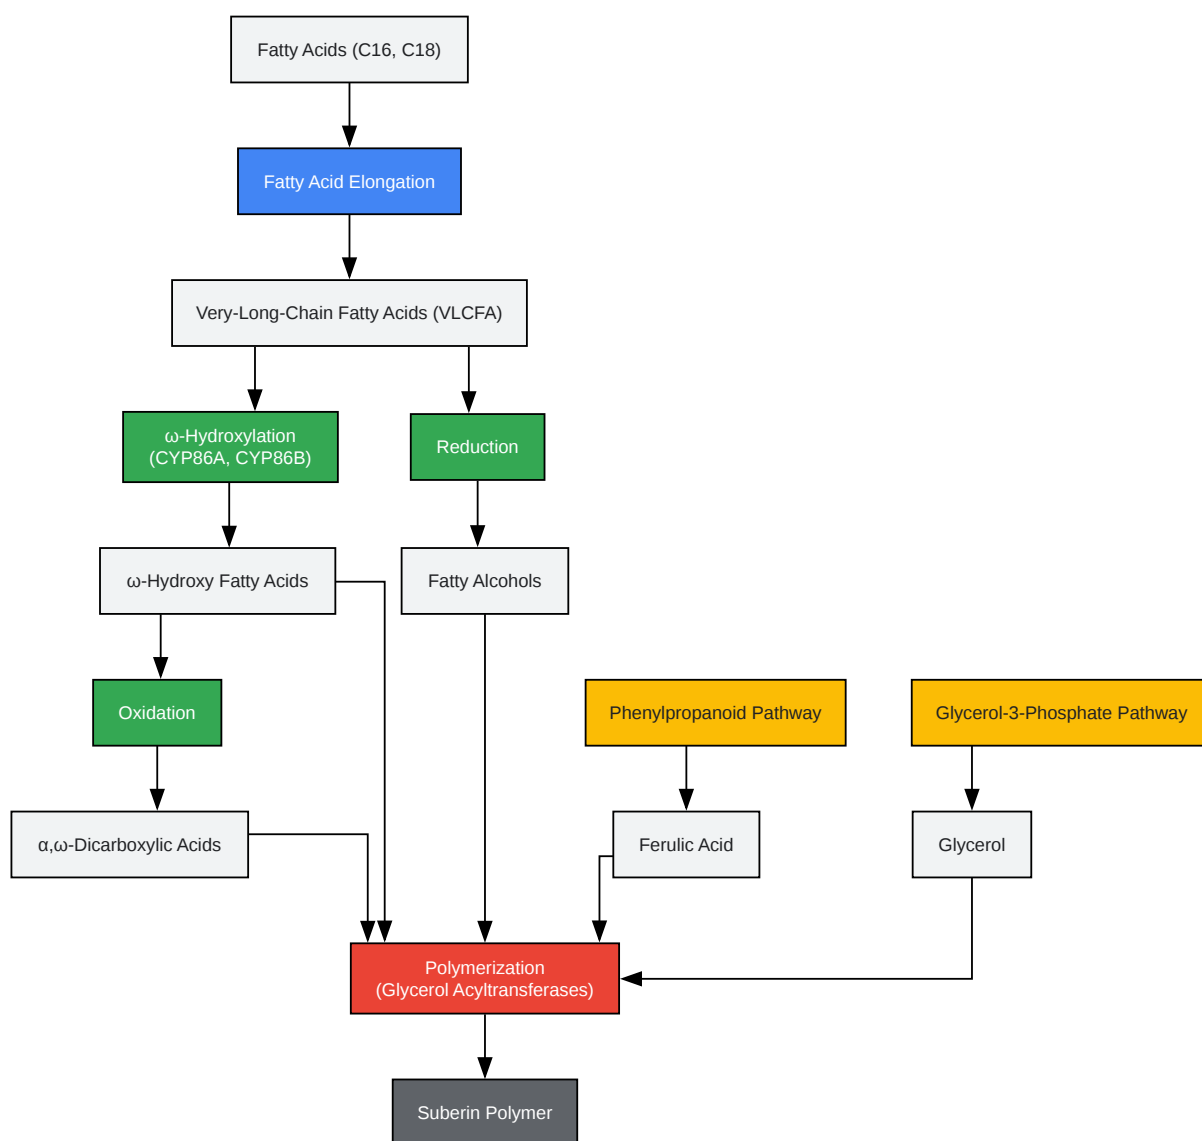 Fatty Acids (C16, C18)
Fatty Acid Elongation
Very-Long-Chain Fatty Acids (VLCFA)
ω-Hydroxylation
(CYP86A, CYP86B)
Reduction
ω-Hydroxy Fatty Acids
Fatty Alcohols
Oxidation
Phenylpropanoid Pathway
Glycerol-3-Phosphate Pathway
α,ω-Dicarboxylic Acids
Ferulic Acid
Glycerol
Polymerization
(Glycerol Acyltransferases)
Suberin Polymer